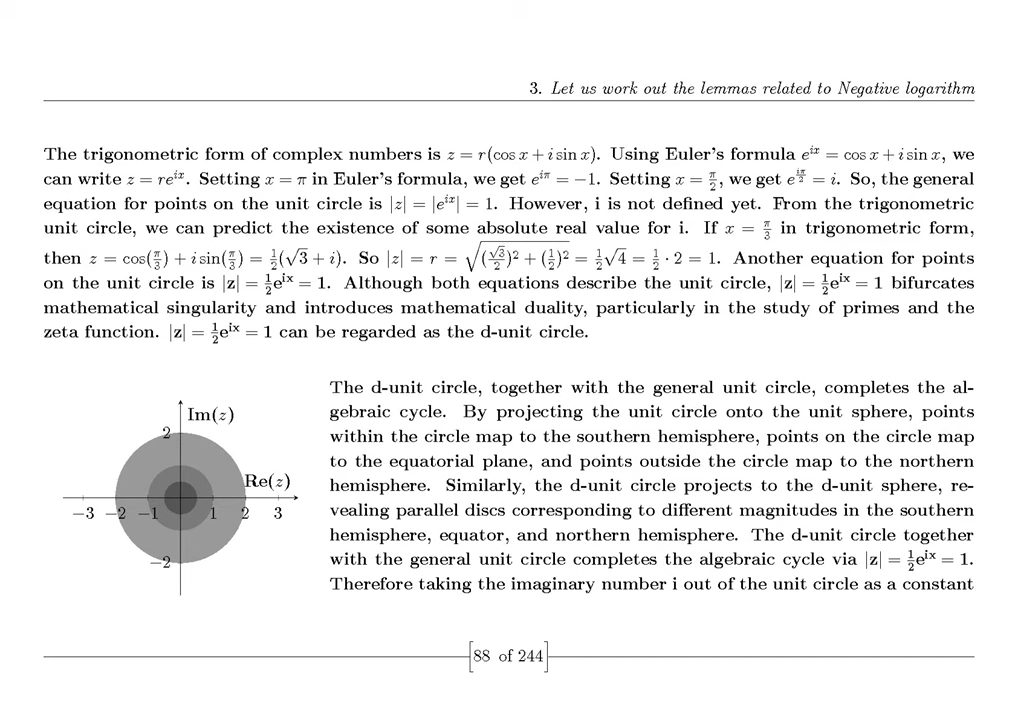 3. Let us work out the lemmas related to Negative logarithm
The trigonometric form of complex numbers is z = r(cos x + i sin x). Using Euler's formula e^{ix} = cos x + i sin x, we
can write z = re^{ix}. Setting x = π in Euler's formula, we get e^{iπ} = −1. Setting x = π/2, we get e^{iπ/2} = i. So, the general
equation for points on the unit circle is |z| = |e^{ix}| = 1. However, i is not defined yet. From the trigonometric
unit circle, we can predict the existence of some absolute real value for i. If x = π/3 in trigonometric form,
then z = cos(π/3) + i sin(π/3) = 1/2(√3 + i). So |z| = r = √((√3/2)² + (1/2)²) = 1/2√4 = 1/2 · 2 = 1. Another equation for points
on the unit circle is |z| = 1/2 e^{ix} = 1. Although both equations describe the unit circle, |z| = 1/2 e^{ix} = 1 bifurcates
mathematical singularity and introduces mathematical duality, particularly in the study of primes and the
zeta function. |z| = 1/2 e^{ix} = 1 can be regarded as the d-unit circle.
The d-unit circle, together with the general unit circle, completes the al-
gebraic cycle. By projecting the unit circle onto the unit sphere, points
within the circle map to the southern hemisphere, points on the circle map
to the equatorial plane, and points outside the circle map to the northern
hemisphere. Similarly, the d-unit circle projects to the d-unit sphere, re-
vealing parallel discs corresponding to different magnitudes in the southern
hemisphere, equator, and northern hemisphere. The d-unit circle together
with the general unit circle completes the algebraic cycle via |z| = 1/2 e^{ix} = 1.
Therefore taking the imaginary number i out of the unit circle as a constant
Im(z)
2
Re(z)
−3 −2 −1 1 2 3
−2
88 of 244